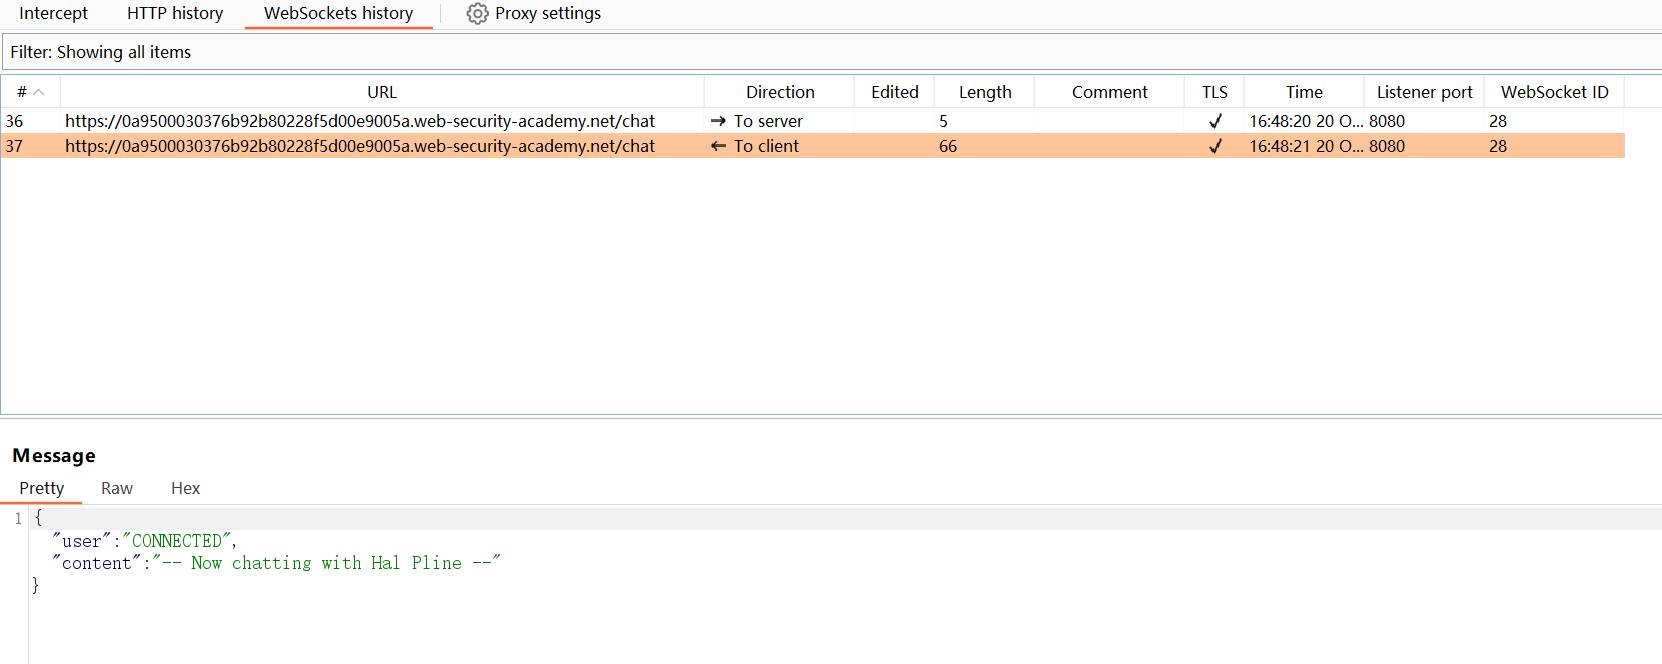 Intercept HTTP history WebSockets history Proxy settings
Filter: Showing all items
# URL Direction Edited Length Comment TLS Time Listener port WebSocket ID
36 https://0a9500030376b92b80228f5d00e9005a.web-security-academy.net/chat → To server 5 ✓ 16:48:20 20 O... 8080 28
37 https://0a9500030376b92b80228f5d00e9005a.web-security-academy.net/chat ← To client 66 ✓ 16:48:21 20 O... 8080 28
Message
Pretty Raw Hex
1 {
"user":"CONNECTED",
"content":"-- Now chatting with Hal Pline --"
}